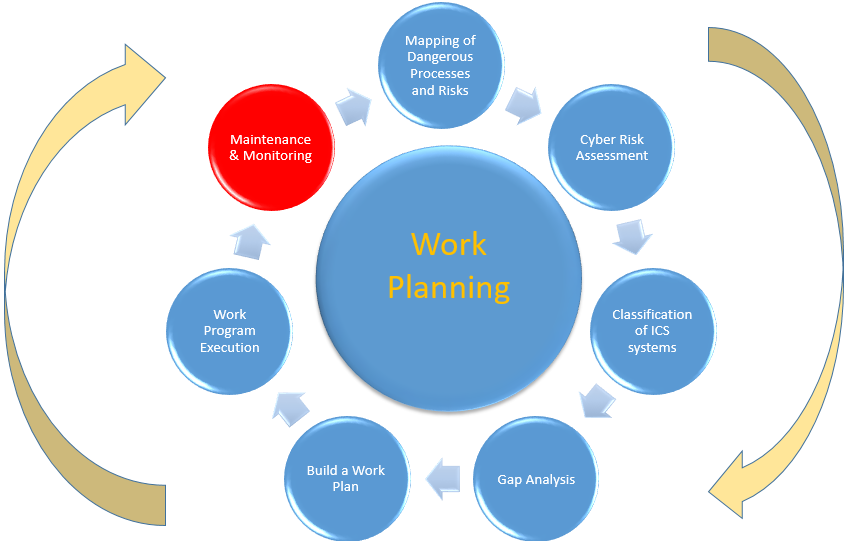 Mapping of
Dangerous
Processes
and Risks
Cyber Risk
Assessment
Classification
of ICS
systems
Gap Analysis
Build a Work
Plan
Work
Program
Execution
Maintenance
& Monitoring
Work
Planning